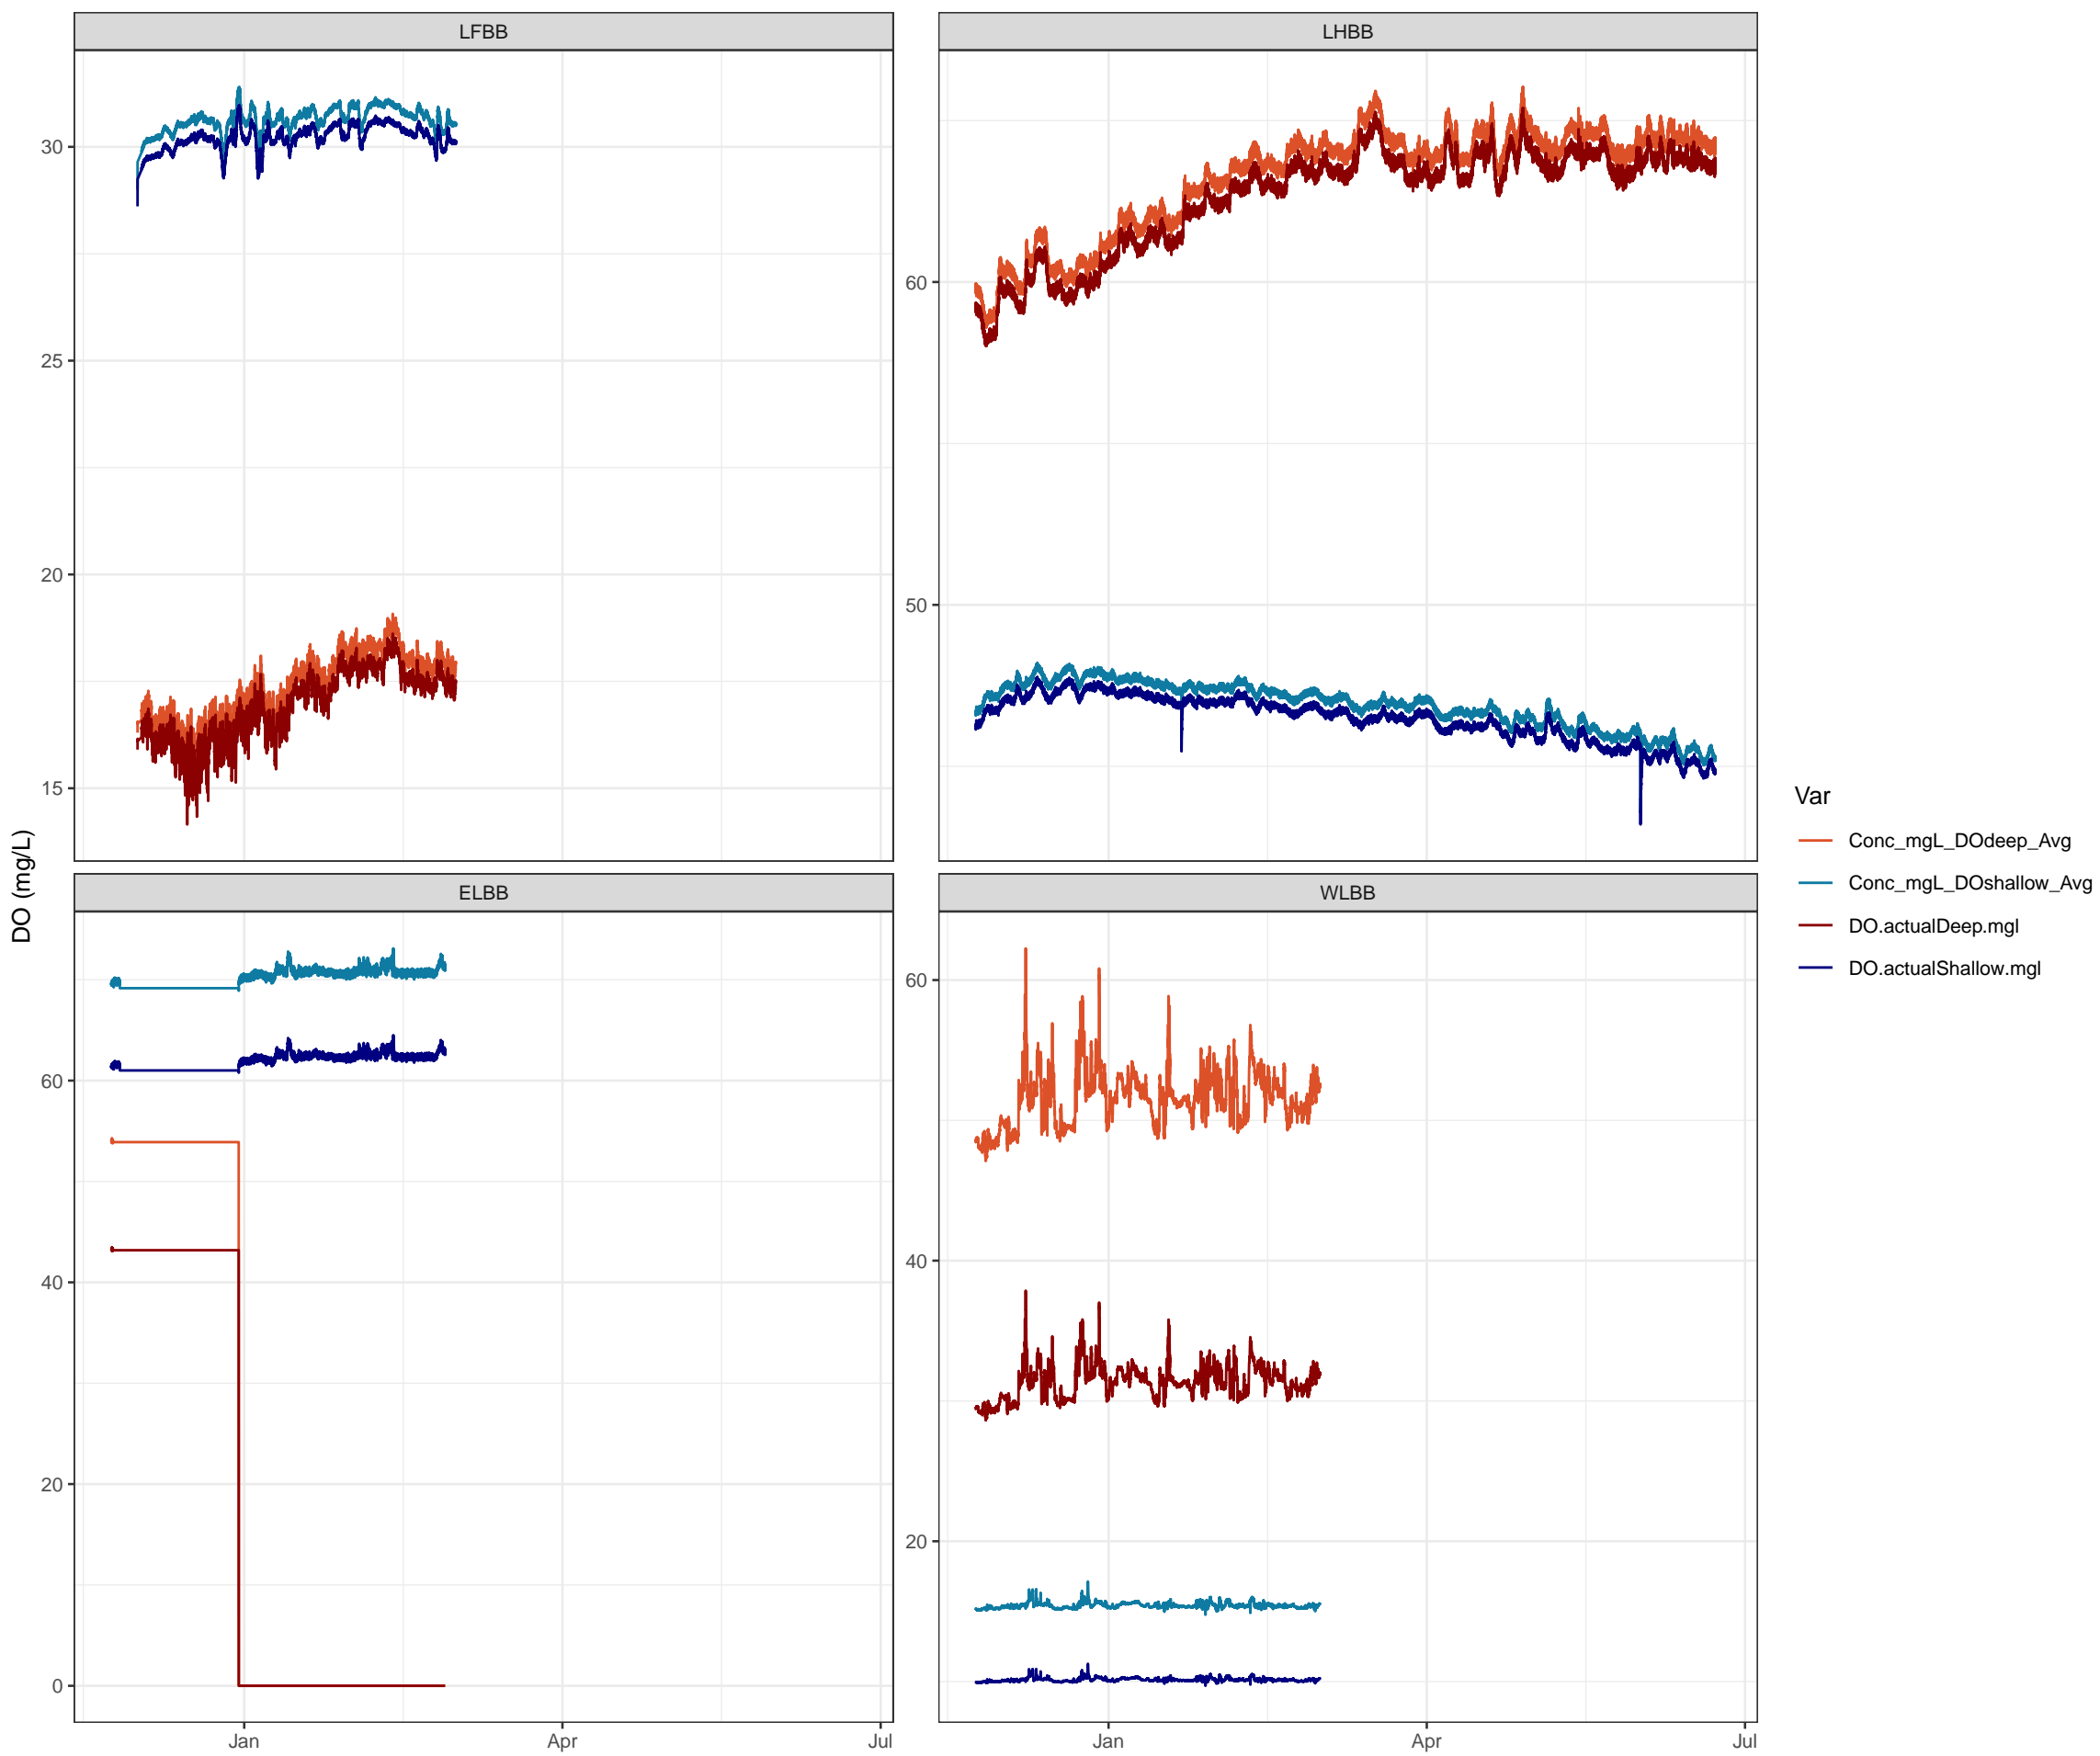 LFBB
LHBB
30
25
20
15
60
50
ELBB
WLBB
60
40
20
0
60
40
20
Jan
Apr
Jul
Jan
Apr
Jul
DO (mg/L)
Var
Conc_mgL_DOdeep_Avg
Conc_mgL_DOshallow_Avg
DO.actualDeep.mgl
DO.actualShallow.mgl